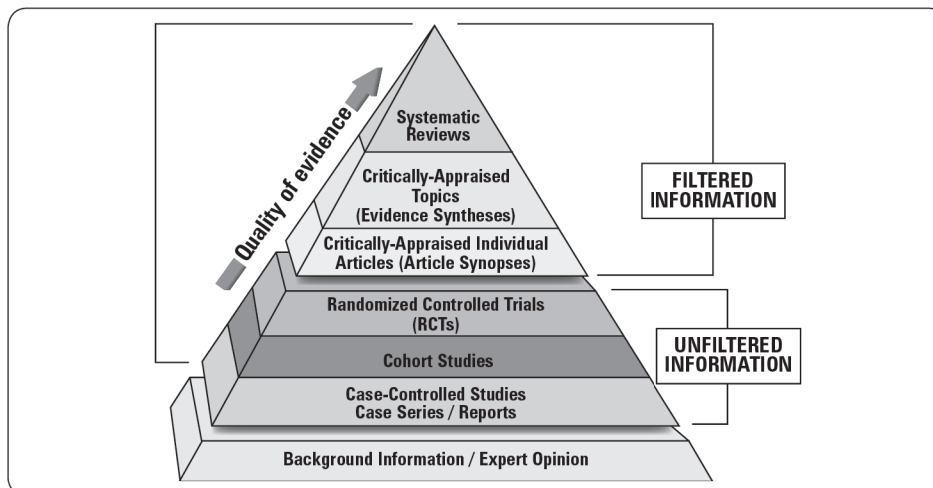 Quality of evidence
Systematic
Reviews
Critically-Appraised
Topics
(Evidence Syntheses)
Critically-Appraised Individual
Articles (Article Synopses)
FILTERED
INFORMATION
Randomized Controlled Trials
(RCTs)
Cohort Studies
Case-Controlled Studies
Case Series / Reports
UNFILTERED
INFORMATION
Background Information / Expert Opinion